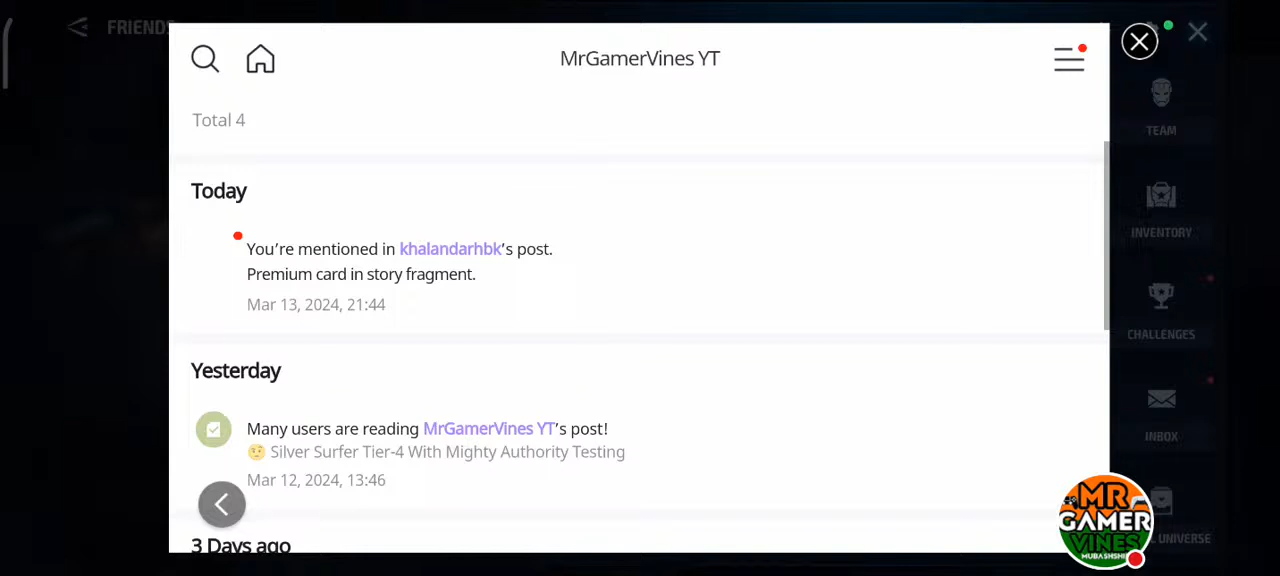 FRIENDS
MrGamerVines YT
Total 4
Today
You're mentioned in khalandarhbk's post.
Premium card in story fragment.
Mar 13, 2024, 21:44
Yesterday
Many users are reading MrGamerVines YT's post!
🤨 Silver Surfer Tier-4 With Mighty Authority Testing
Mar 12, 2024, 13:46
3 Days ago
TEAM
INVENTORY
CHALLENGES
INBOX
UNIVERSE
MR
GAMER
VINES